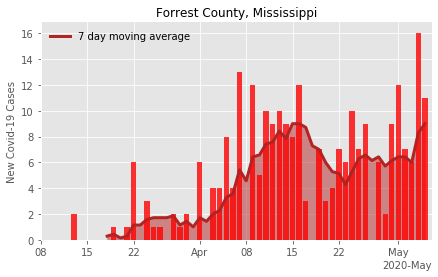 Forrest County, Mississippi
7 day moving average
New Covid-19 Cases
16
14
12
10
8
6
4
2
0
08 15 22 Apr 08 15 22 May
2020-May